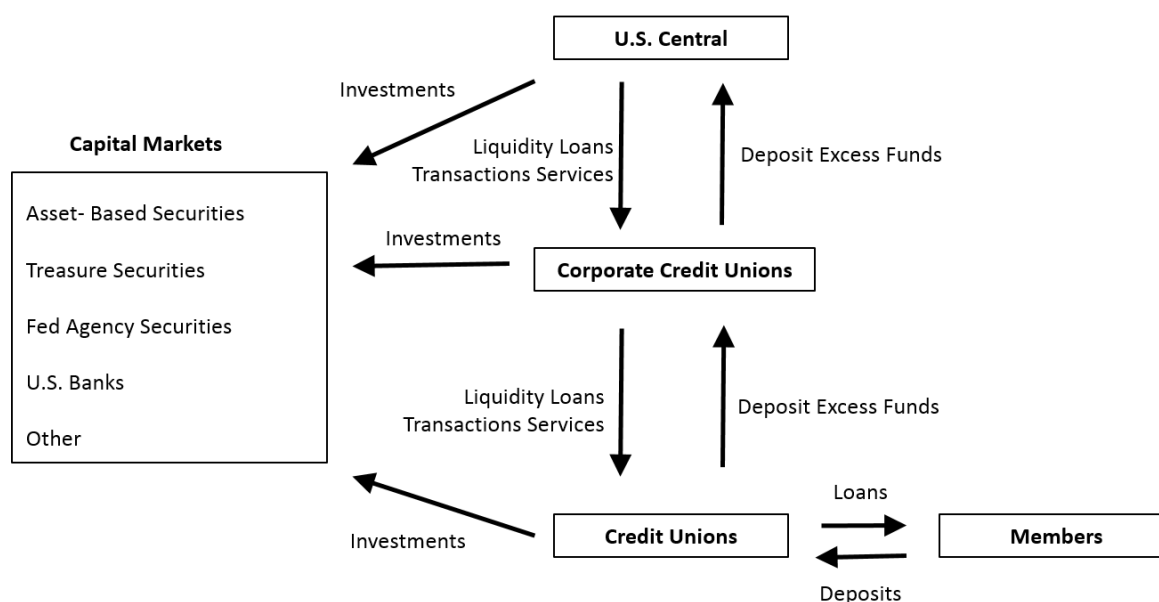 U.S. Central
Investments
Capital Markets
Liquidity Loans
Transactions Services
Deposit Excess Funds
Asset- Based Securities
Treasure Securities
Fed Agency Securities
U.S. Banks
Other
Investments
Corporate Credit Unions
Liquidity Loans
Transactions Services
Deposit Excess Funds
Investments
Credit Unions
Loans
Members
Deposits